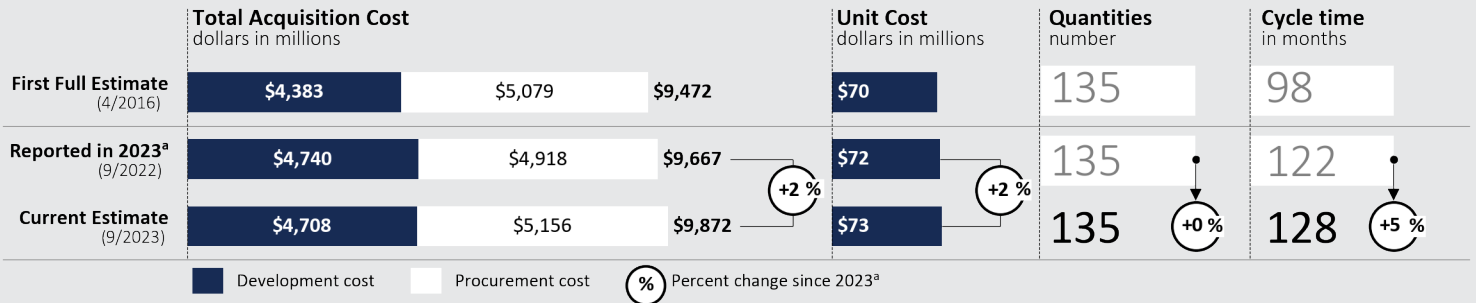 Total Acquisition Cost
dollars in millions
Unit Cost
dollars in millions
Quantities
number
Cycle time
in months
First Full Estimate
(4/2016)
$4,383 $5,079 $9,472 $70 135 98
Reported in 2023ᵃ
(9/2022)
$4,740 $4,918 $9,667 $72 135 122
+2 % +2 %
Current Estimate
(9/2023)
$4,708 $5,156 $9,872 $73 135 +0 % 128 +5 %
Development cost Procurement cost % Percent change since 2023ᵃ